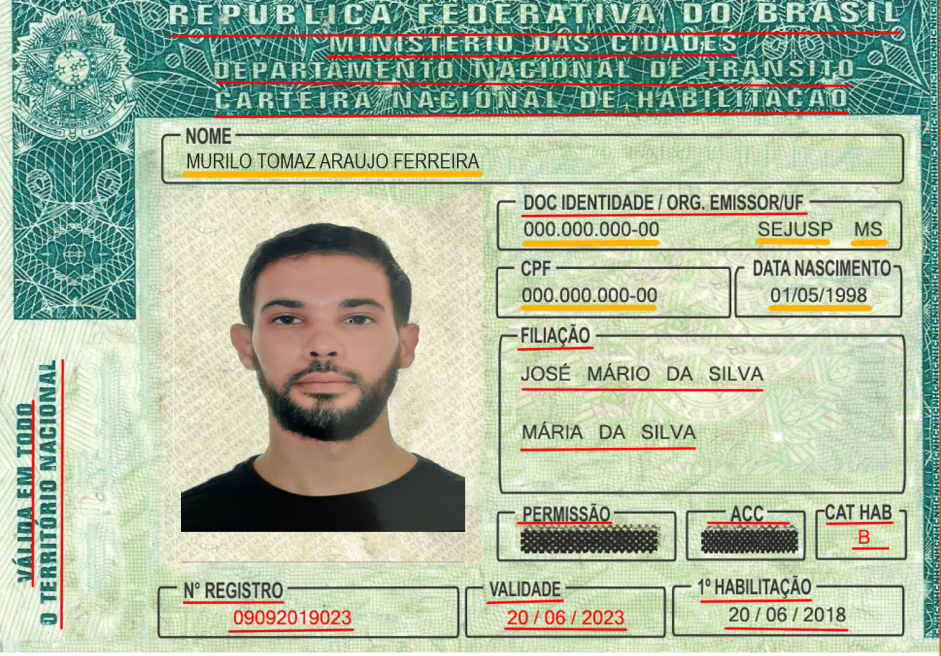 REPÚBLICA FEDERATIVA DO BRASIL
MINISTÉRIO DAS CIDADES
DEPARTAMENTO NACIONAL DE TRÂNSITO
CARTEIRA NACIONAL DE HABILITAÇÃO
NOME
MURILO TOMAZ ARAUJO FERREIRA
DOC IDENTIDADE / ORG. EMISSOR/UF
000.000.000-00 SEJUSP MS
CPF
000.000.000-00
DATA NASCIMENTO
01/05/1998
FILIAÇÃO
JOSÉ MÁRIO DA SILVA
MÁRIA DA SILVA
PERMISSÃO
ACC
CAT HAB
B
Nº REGISTRO
09092019023
VALIDADE
20 / 06 / 2023
1º HABILITAÇÃO
20 / 06 / 2018
VÁLIDA EM TODO
O TERRITÓRIO NACIONAL